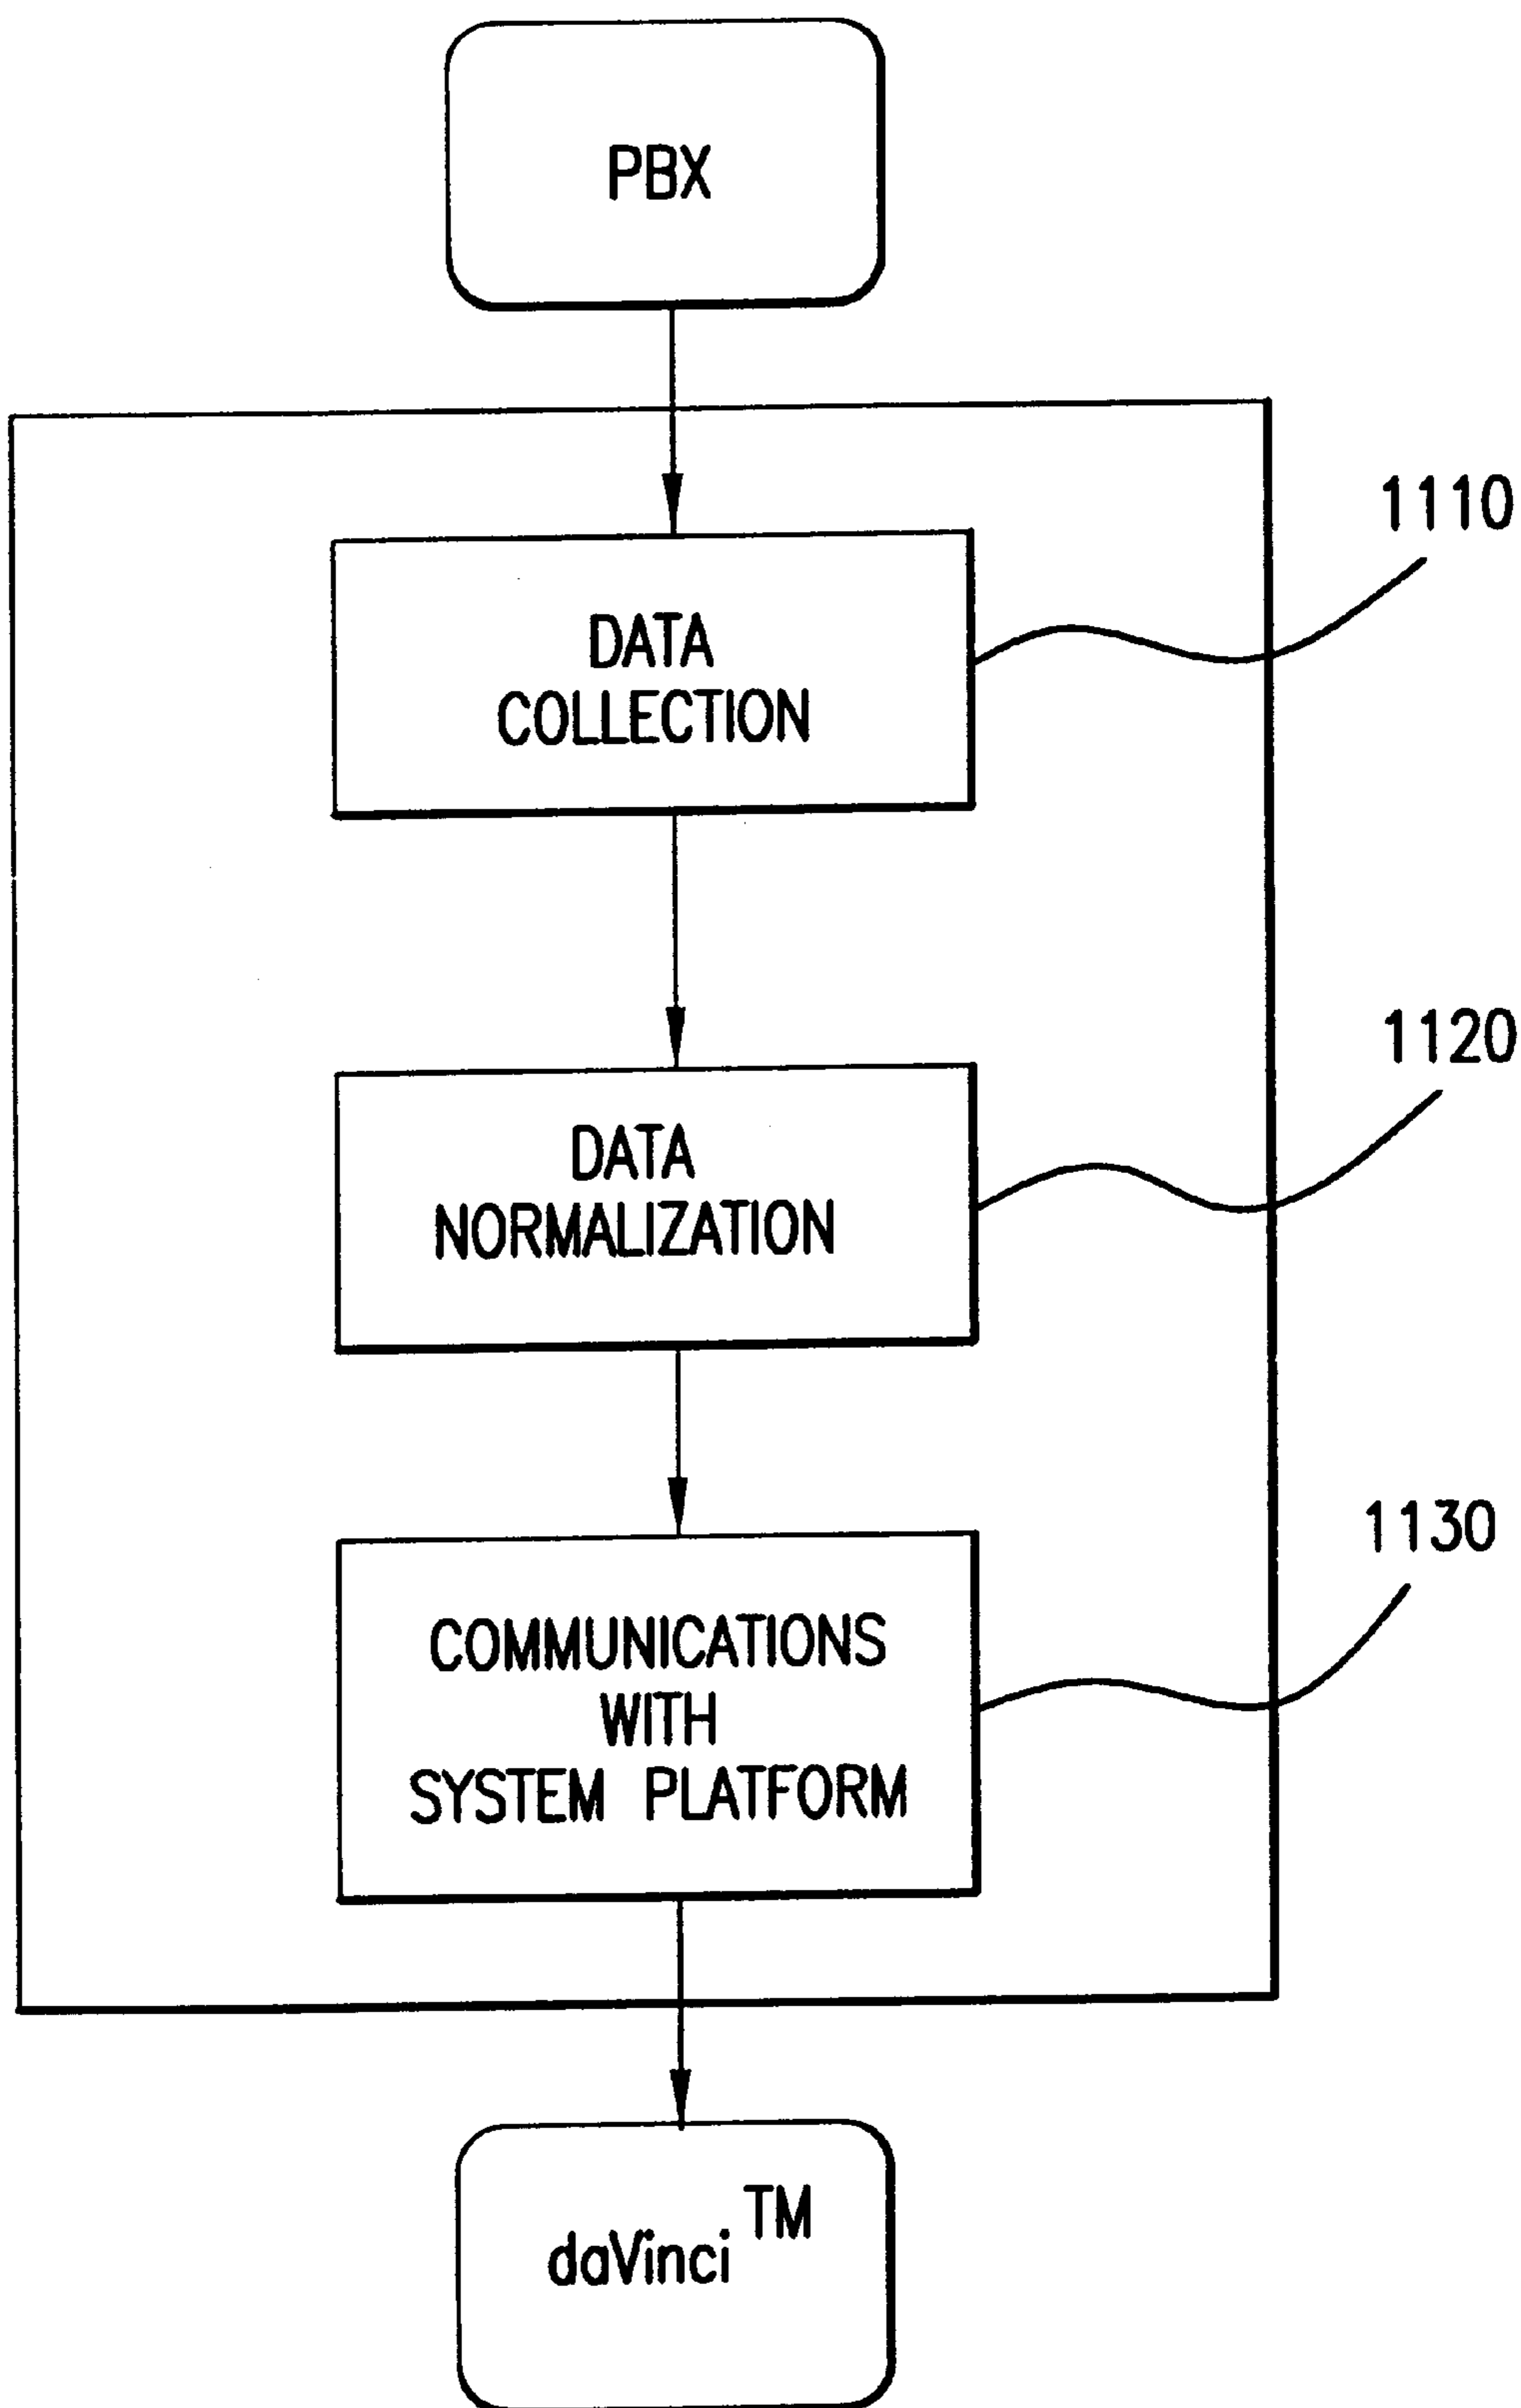 PBX
1110
DATA
COLLECTION
1120
DATA
NORMALIZATION
1130
COMMUNICATIONS
WITH
SYSTEM PLATFORM
daVinci TM